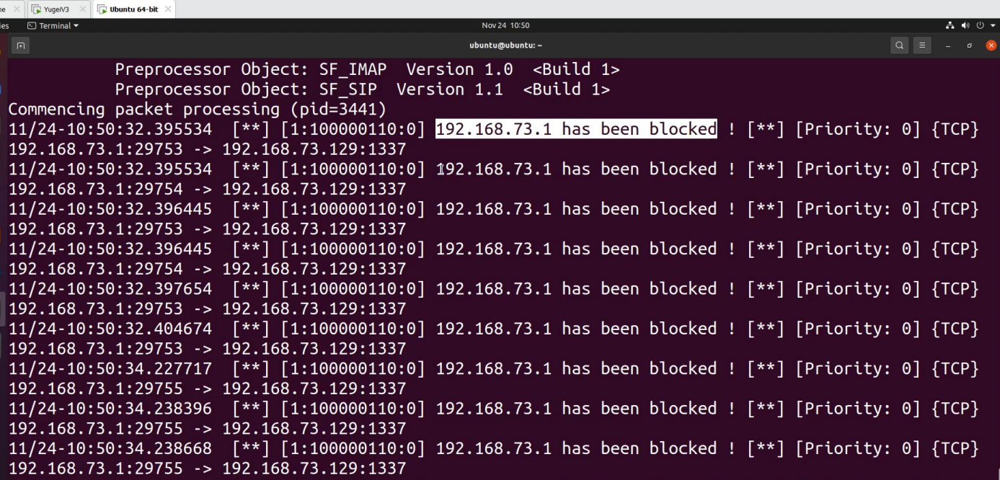 ne
YugeiV3
Ubuntu 64-bit
ies
Terminal
Nov 24 10:50
ubuntu@ubuntu: ~
Preprocessor Object: SF_IMAP  Version 1.0  <Build 1>
Preprocessor Object: SF_SIP  Version 1.1  <Build 1>
Commencing packet processing (pid=3441)
11/24-10:50:32.395534  [**] [1:100000110:0] 192.168.73.1 has been blocked ! [**] [Priority: 0] {TCP}
192.168.73.1:29753 -> 192.168.73.129:1337
11/24-10:50:32.395534  [**] [1:100000110:0] 192.168.73.1 has been blocked ! [**] [Priority: 0] {TCP}
192.168.73.1:29754 -> 192.168.73.129:1337
11/24-10:50:32.396445  [**] [1:100000110:0] 192.168.73.1 has been blocked ! [**] [Priority: 0] {TCP}
192.168.73.1:29753 -> 192.168.73.129:1337
11/24-10:50:32.396445  [**] [1:100000110:0] 192.168.73.1 has been blocked ! [**] [Priority: 0] {TCP}
192.168.73.1:29754 -> 192.168.73.129:1337
11/24-10:50:32.397654  [**] [1:100000110:0] 192.168.73.1 has been blocked ! [**] [Priority: 0] {TCP}
192.168.73.1:29753 -> 192.168.73.129:1337
11/24-10:50:32.404674  [**] [1:100000110:0] 192.168.73.1 has been blocked ! [**] [Priority: 0] {TCP}
192.168.73.1:29753 -> 192.168.73.129:1337
11/24-10:50:34.227717  [**] [1:100000110:0] 192.168.73.1 has been blocked ! [**] [Priority: 0] {TCP}
192.168.73.1:29755 -> 192.168.73.129:1337
11/24-10:50:34.238396  [**] [1:100000110:0] 192.168.73.1 has been blocked ! [**] [Priority: 0] {TCP}
192.168.73.1:29755 -> 192.168.73.129:1337
11/24-10:50:34.238668  [**] [1:100000110:0] 192.168.73.1 has been blocked ! [**] [Priority: 0] {TCP}
192.168.73.1:29755 -> 192.168.73.129:1337